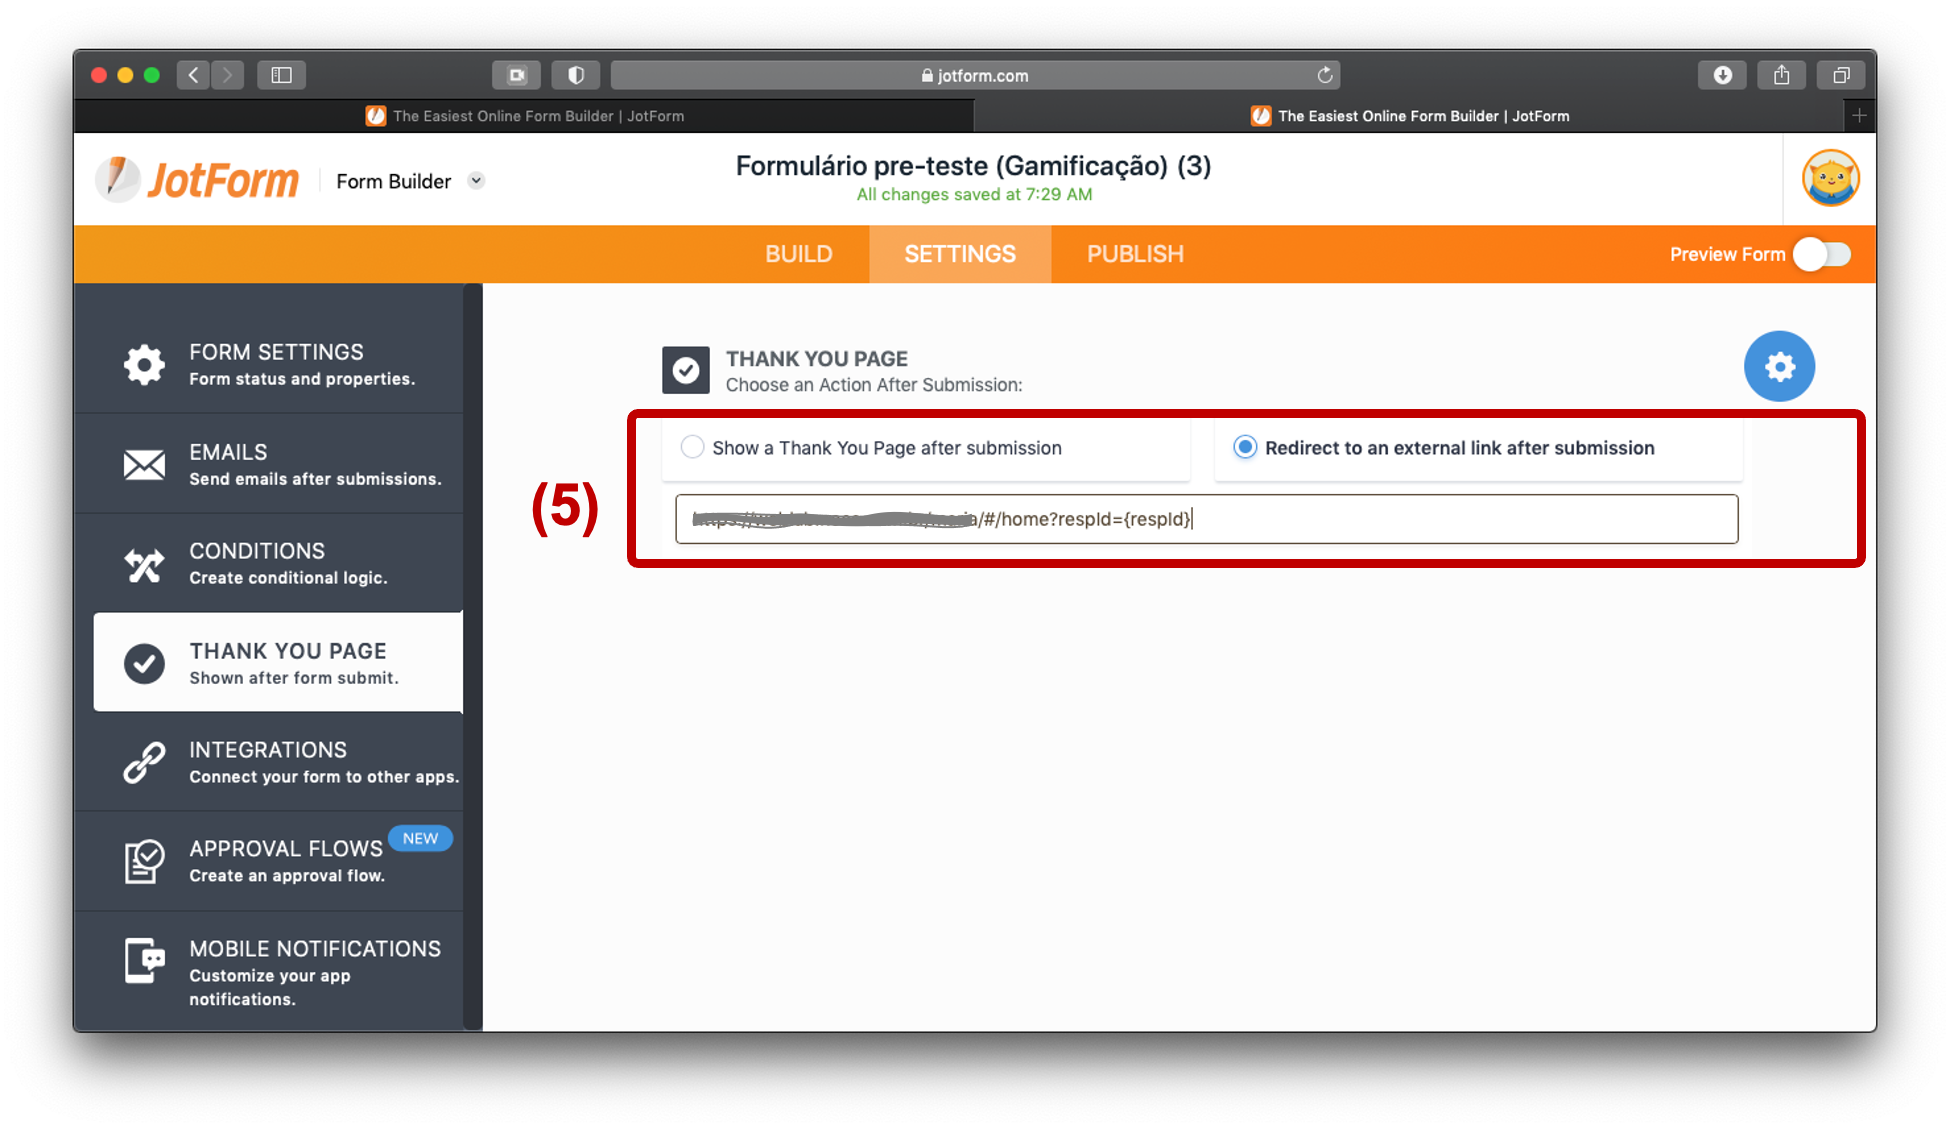 jotform.com
The Easiest Online Form Builder | JotForm
The Easiest Online Form Builder | JotForm
JotForm
Form Builder
Formulário pre-teste (Gamificação) (3)
All changes saved at 7:29 AM
BUILD
SETTINGS
PUBLISH
Preview Form
FORM SETTINGS
Form status and properties.
EMAILS
Send emails after submissions.
CONDITIONS
Create conditional logic.
THANK YOU PAGE
Shown after form submit.
INTEGRATIONS
Connect your form to other apps.
APPROVAL FLOWS
NEW
Create an approval flow.
MOBILE NOTIFICATIONS
Customize your app
notifications.
THANK YOU PAGE
Choose an Action After Submission:
Show a Thank You Page after submission
Redirect to an external link after submission
(5)
/#/home?respId={respId}